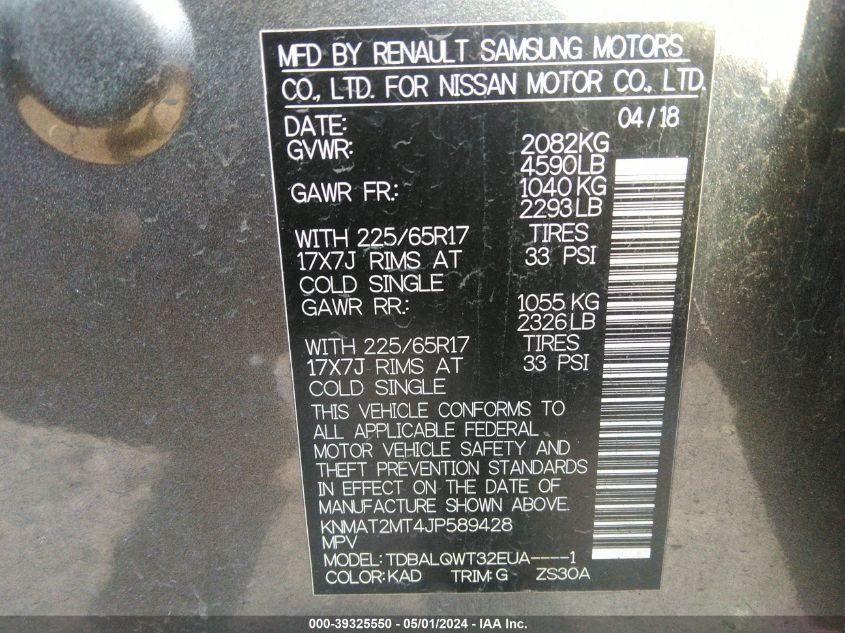 MFD BY RENAULT SAMSUNG MOTORS
CO., LTD. FOR NISSAN MOTOR CO., LTD.
DATE: 04/18
GVWR: 2082KG
4590LB
GAWR FR.: 1040KG
2293LB
WITH 225/65R17 TIRES
17X7J RIMS AT 33 PSI
COLD SINGLE
GAWR RR.: 1055KG
2326LB
WITH 225/65R17 TIRES
17X7J RIMS AT 33 PSI
COLD SINGLE
THIS VEHICLE CONFORMS TO
ALL APPLICABLE FEDERAL
MOTOR VEHICLE SAFETY AND
THEFT PREVENTION STANDARDS
IN EFFECT ON THE DATE OF
MANUFACTURE SHOWN ABOVE.
KNMAT2MT4JP589428
MPV
MODEL: TDBALQWT32EUA----1
COLOR: KAD TRIM: G ZS30A
000-39325550 - 05/01/2024 - IAA Inc.